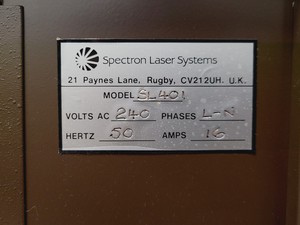 Spectron Laser Systems
21 Paynes Lane, Rugby, CV212UH. U.K.
MODEL SL401
VOLTS AC 240 PHASES L-N
HERTZ 50 AMPS 16